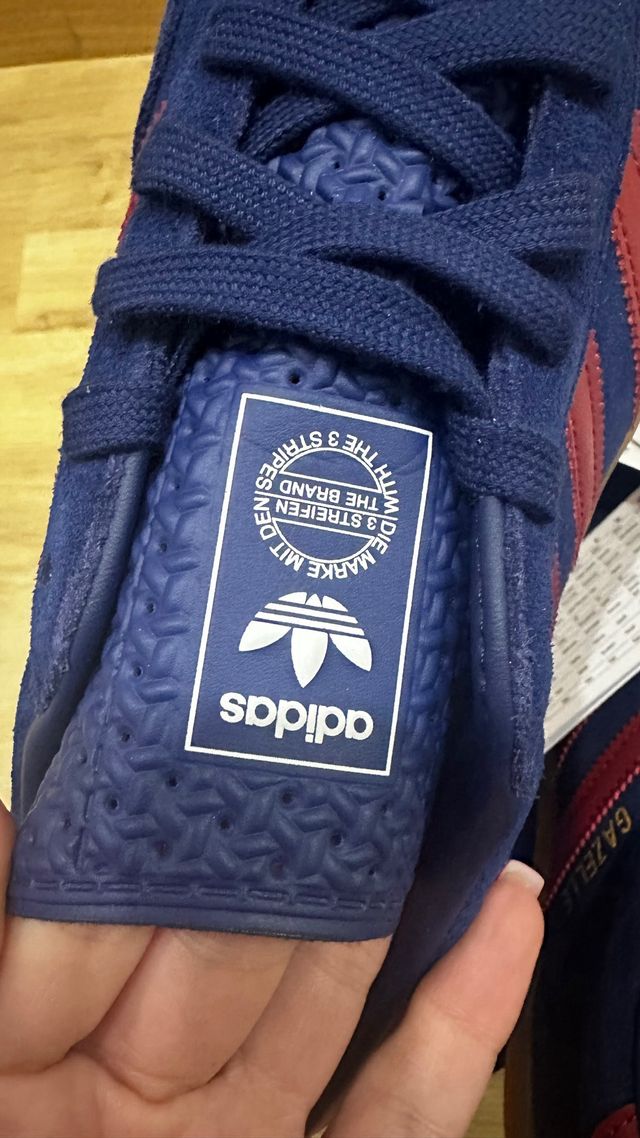 adidas
DIE MARKE MIT DEN
3 STREIFEN
THE BRAND
WITH THE 3 STRIPES
GAZELLE